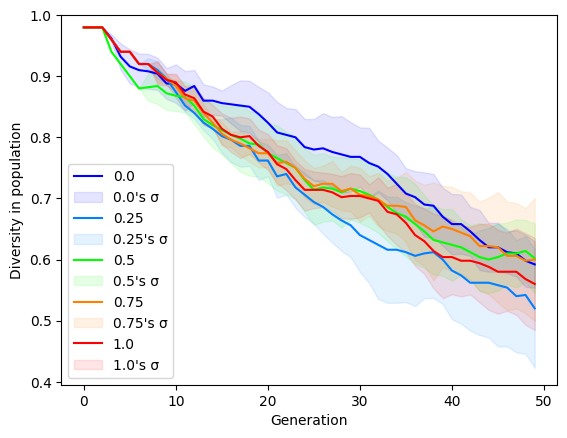 1.0
0.9
0.8
0.7
0.6
0.5
0.4
Diversity in population
0.0
0.0's σ
0.25
0.25's σ
0.5
0.5's σ
0.75
0.75's σ
1.0
1.0's σ
0
10
20
30
40
50
Generation